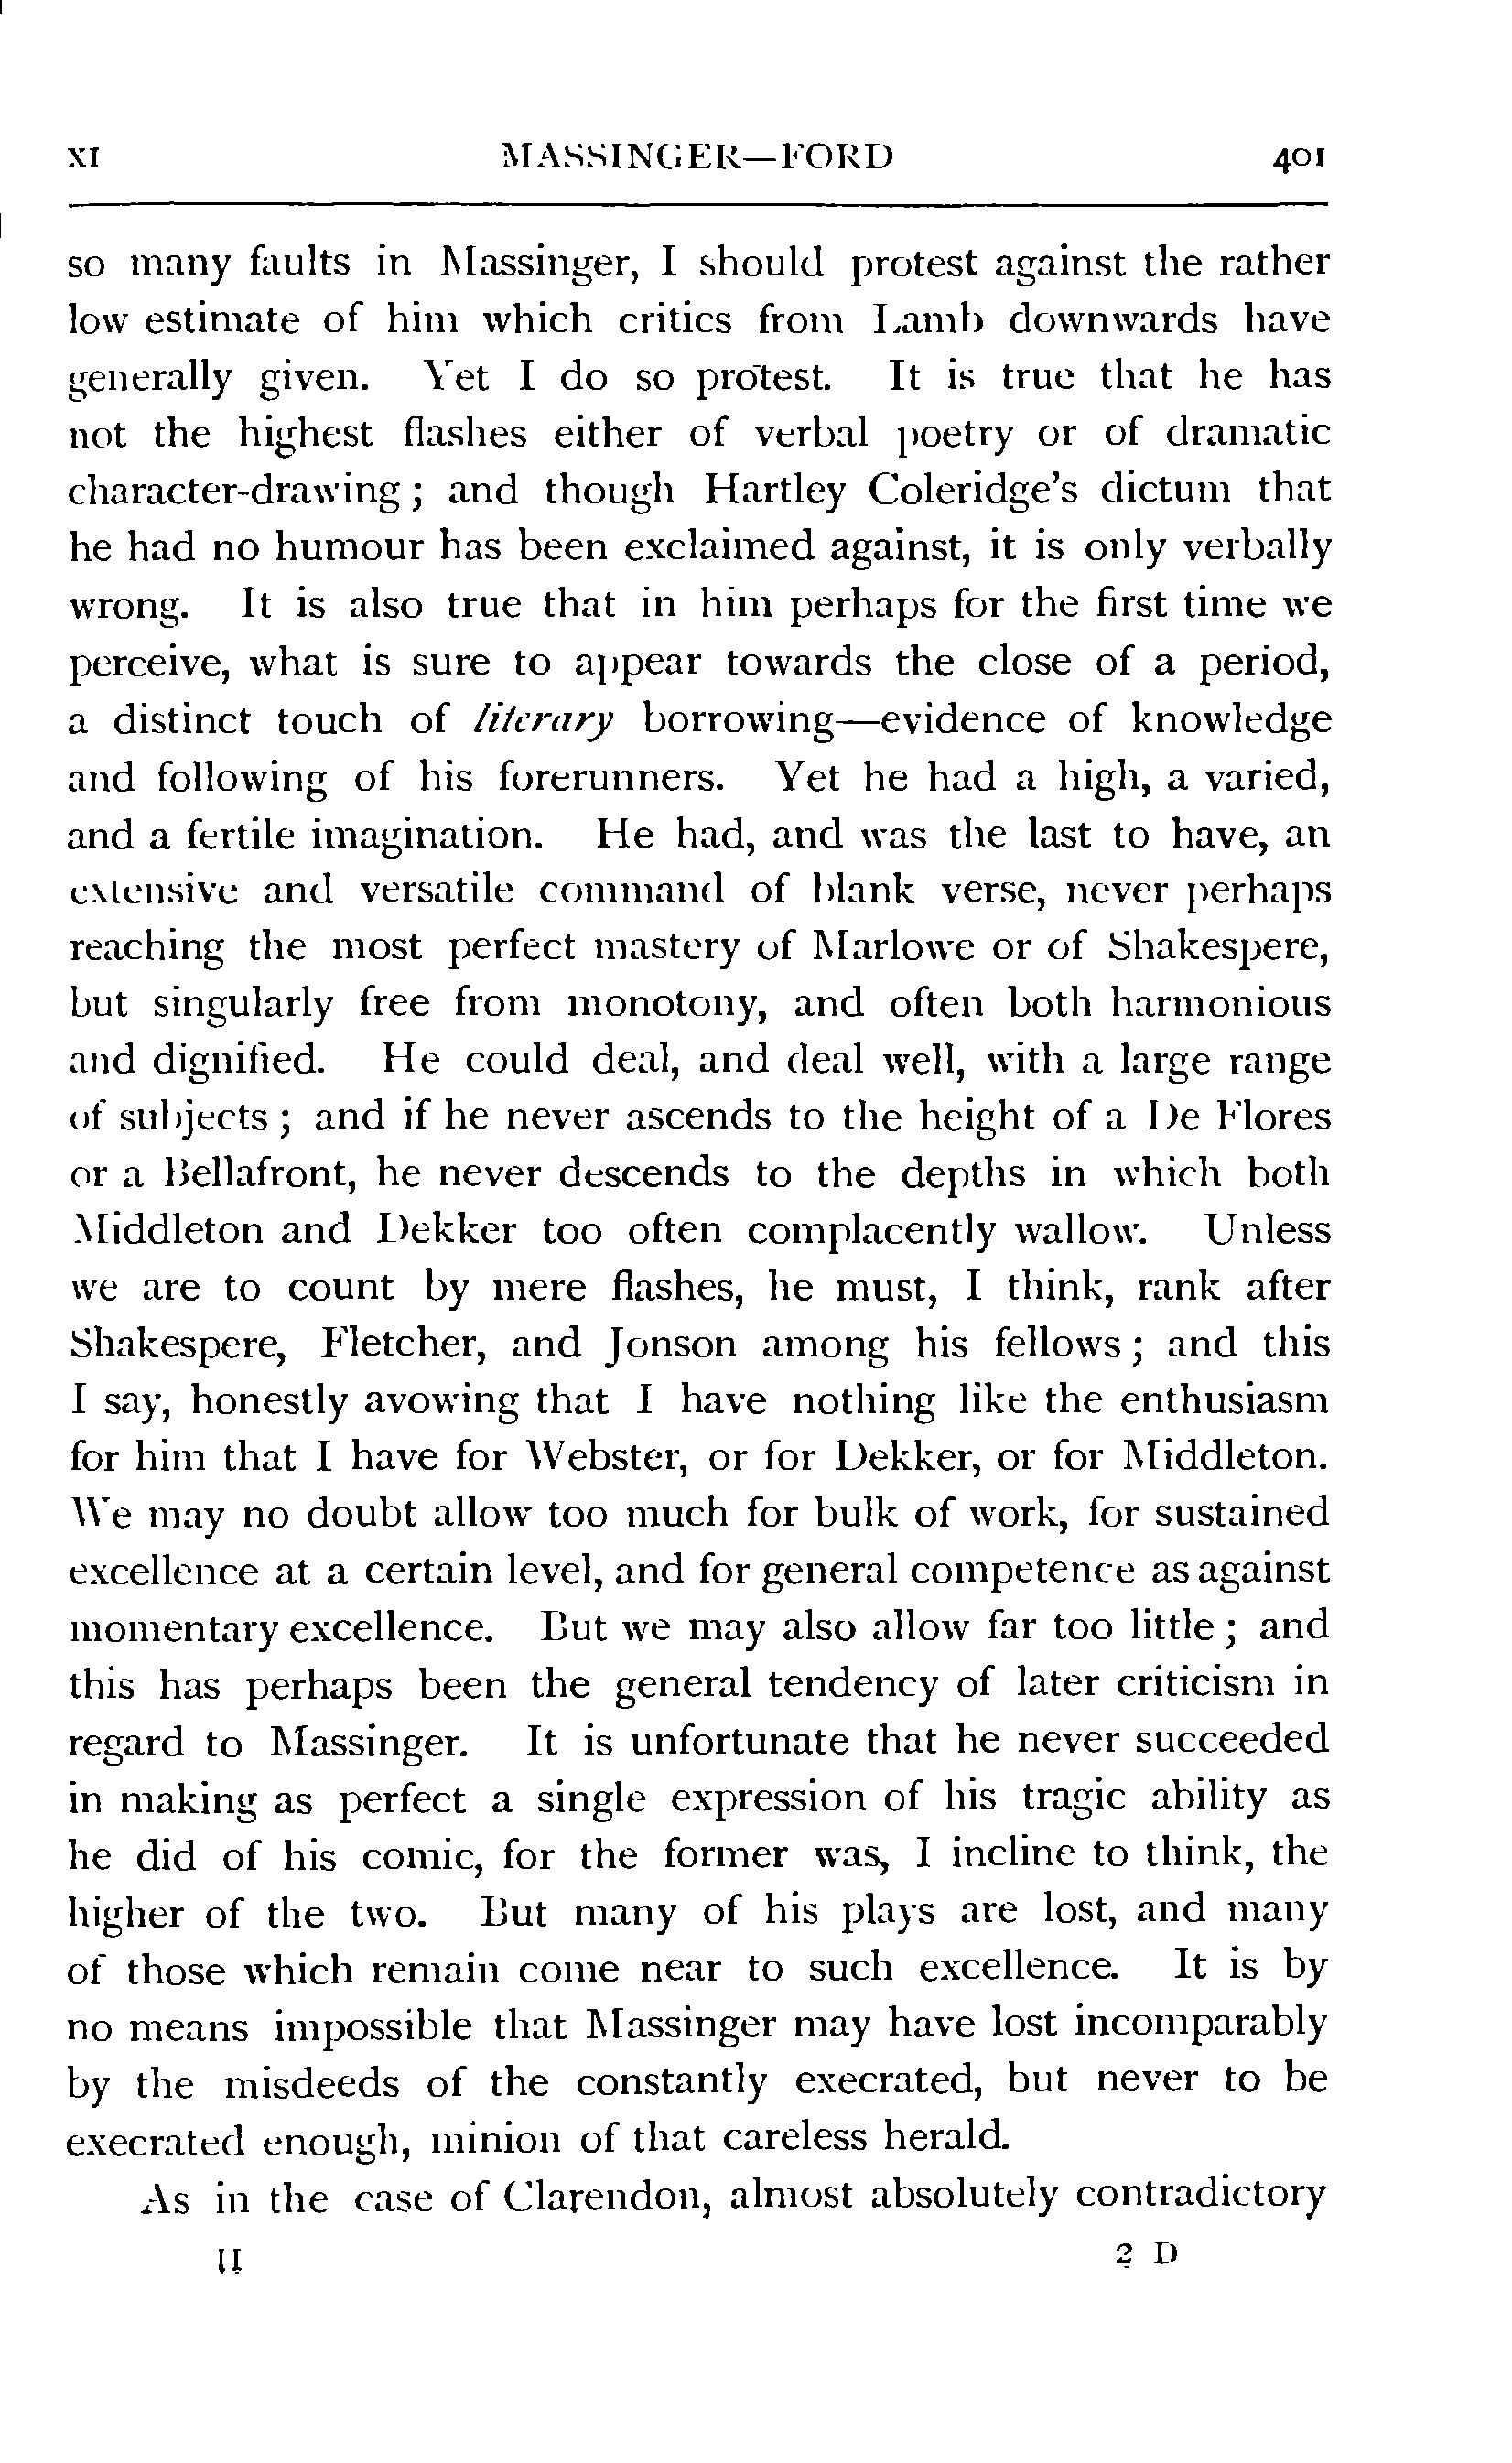 XI MASSINGER—FORD 401
so many faults in Massinger, I should protest against the rather
low estimate of him which critics from Lamb downwards have
generally given. Yet I do so protest. It is true that he has
not the highest flashes either of verbal poetry or of dramatic
character-drawing; and though Hartley Coleridge's dictum that
he had no humour has been exclaimed against, it is only verbally
wrong. It is also true that in him perhaps for the first time we
perceive, what is sure to appear towards the close of a period,
a distinct touch of literary borrowing—evidence of knowledge
and following of his forerunners. Yet he had a high, a varied,
and a fertile imagination. He had, and was the last to have, an
extensive and versatile command of blank verse, never perhaps
reaching the most perfect mastery of Marlowe or of Shakespere,
but singularly free from monotony, and often both harmonious
and dignified. He could deal, and deal well, with a large range
of subjects; and if he never ascends to the height of a De Flores
or a Bellafront, he never descends to the depths in which both
Middleton and Dekker too often complacently wallow. Unless
we are to count by mere flashes, he must, I think, rank after
Shakespere, Fletcher, and Jonson among his fellows; and this
I say, honestly avowing that I have nothing like the enthusiasm
for him that I have for Webster, or for Dekker, or for Middleton.
We may no doubt allow too much for bulk of work, for sustained
excellence at a certain level, and for general competence as against
momentary excellence. But we may also allow far too little; and
this has perhaps been the general tendency of later criticism in
regard to Massinger. It is unfortunate that he never succeeded
in making as perfect a single expression of his tragic ability as
he did of his comic, for the former was, I incline to think, the
higher of the two. But many of his plays are lost, and many
of those which remain come near to such excellence. It is by
no means impossible that Massinger may have lost incomparably
by the misdeeds of the constantly execrated, but never to be
execrated enough, minion of that careless herald.
As in the case of Clarendon, almost absolutely contradictory
II 2 D